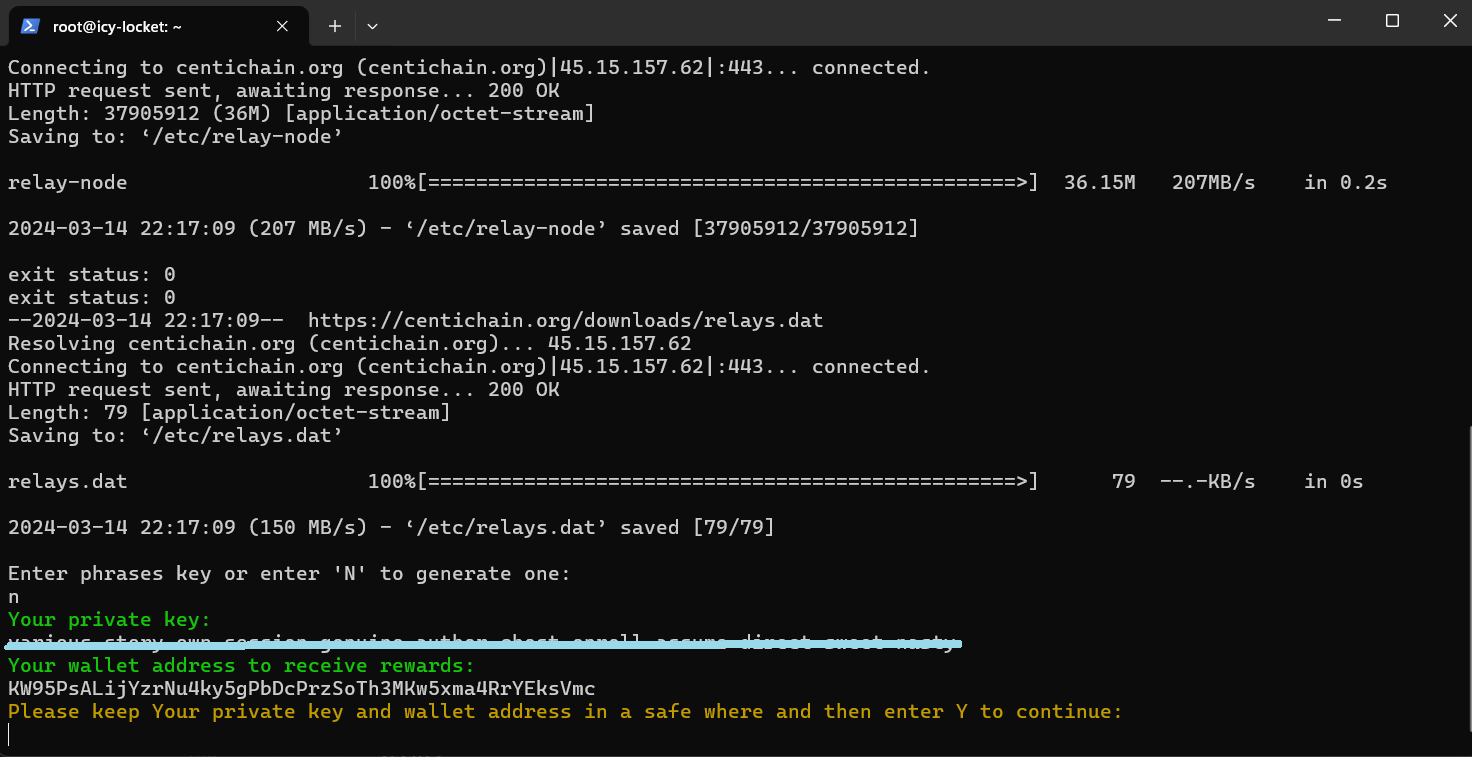 root@icy-locket: ~
Connecting to centichain.org (centichain.org)|45.15.157.62|:443... connected.
HTTP request sent, awaiting response... 200 OK
Length: 37905912 (36M) [application/octet-stream]
Saving to: ‘/etc/relay-node’
relay-node 100%[=================================================>] 36.15M 207MB/s in 0.2s
2024-03-14 22:17:09 (207 MB/s) - ‘/etc/relay-node’ saved [37905912/37905912]
exit status: 0
exit status: 0
--2024-03-14 22:17:09-- https://centichain.org/downloads/relays.dat
Resolving centichain.org (centichain.org)... 45.15.157.62
Connecting to centichain.org (centichain.org)|45.15.157.62|:443... connected.
HTTP request sent, awaiting response... 200 OK
Length: 79 [application/octet-stream]
Saving to: ‘/etc/relays.dat’
relays.dat 100%[=================================================>] 79 --.-KB/s in 0s
2024-03-14 22:17:09 (150 MB/s) - ‘/etc/relays.dat’ saved [79/79]
Enter phrases key or enter 'N' to generate one:
n
Your private key:
Your wallet address to receive rewards:
KW95PsALijYzrNu4ky5gPbDcPrzSoTh3MKw5xma4RrYEksVmc
Please keep Your private key and wallet address in a safe where and then enter Y to continue: